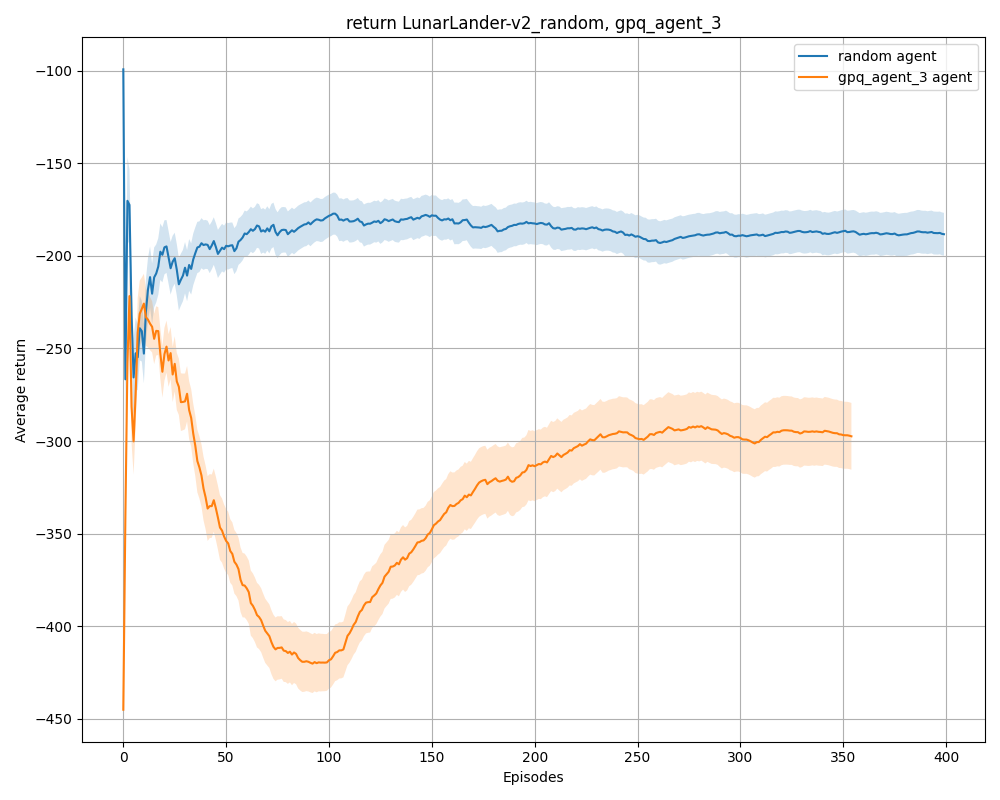 return LunarLander-v2_random, gpq_agent_3
random agent
gpq_agent_3 agent
Average return
−100
−150
−200
−250
−300
−350
−400
−450
0 50 100 150 200 250 300 350 400
Episodes